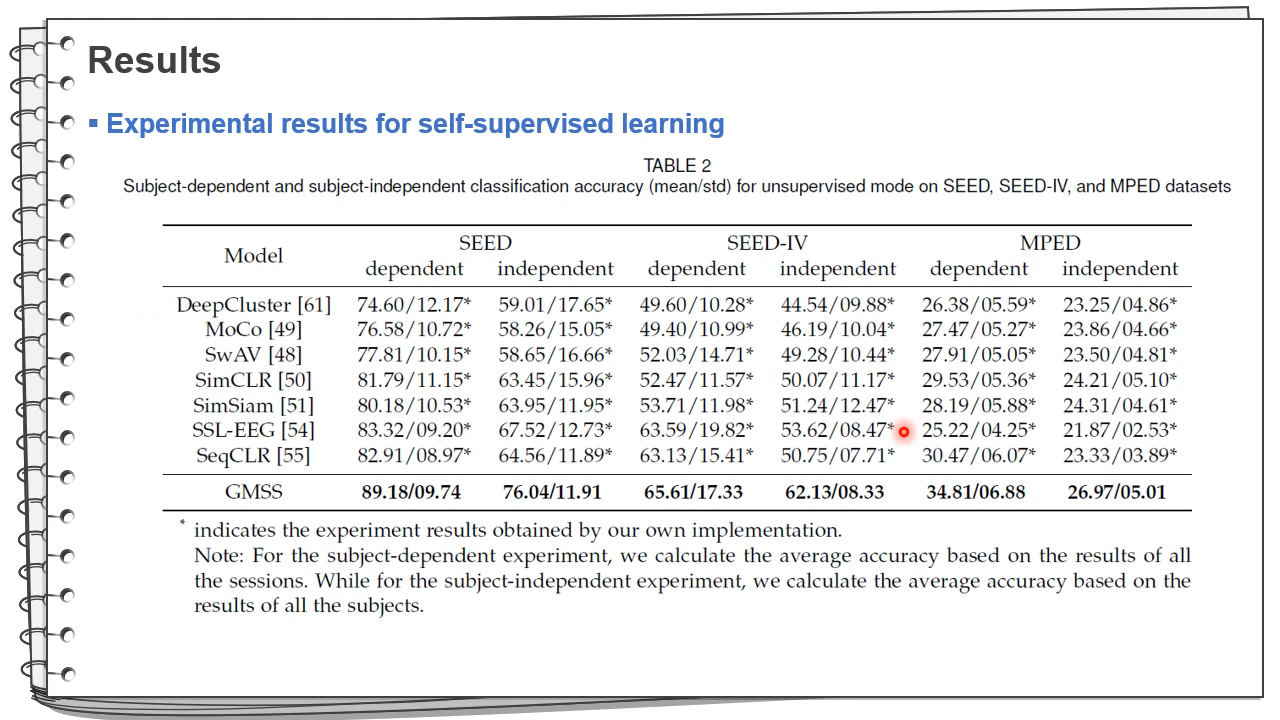 Results
▪ Experimental results for self-supervised learning
TABLE 2
Subject-dependent and subject-independent classification accuracy (mean/std) for unsupervised mode on SEED, SEED-IV, and MPED datasets
Model SEED SEED-IV MPED
dependent independent dependent independent dependent independent
DeepCluster [61] 74.60/12.17* 59.01/17.65* 49.60/10.28* 44.54/09.88* 26.38/05.59* 23.25/04.86*
MoCo [49] 76.58/10.72* 58.26/15.05* 49.40/10.99* 46.19/10.04* 27.47/05.27* 23.86/04.66*
SwAV [48] 77.81/10.15* 58.65/16.66* 52.03/14.71* 49.28/10.44* 27.91/05.05* 23.50/04.81*
SimCLR [50] 81.79/11.15* 63.45/15.96* 52.47/11.57* 50.07/11.17* 29.53/05.36* 24.21/05.10*
SimSiam [51] 80.18/10.53* 63.95/11.95* 53.71/11.98* 51.24/12.47* 28.19/05.88* 24.31/04.61*
SSL-EEG [54] 83.32/09.20* 67.52/12.73* 63.59/19.82* 53.62/08.47* 25.22/04.25* 21.87/02.53*
SeqCLR [55] 82.91/08.97* 64.56/11.89* 63.13/15.41* 50.75/07.71* 30.47/06.07* 23.33/03.89*
GMSS 89.18/09.74 76.04/11.91 65.61/17.33 62.13/08.33 34.81/06.88 26.97/05.01
* indicates the experiment results obtained by our own implementation.
Note: For the subject-dependent experiment, we calculate the average accuracy based on the results of all
the sessions. While for the subject-independent experiment, we calculate the average accuracy based on the
results of all the subjects.